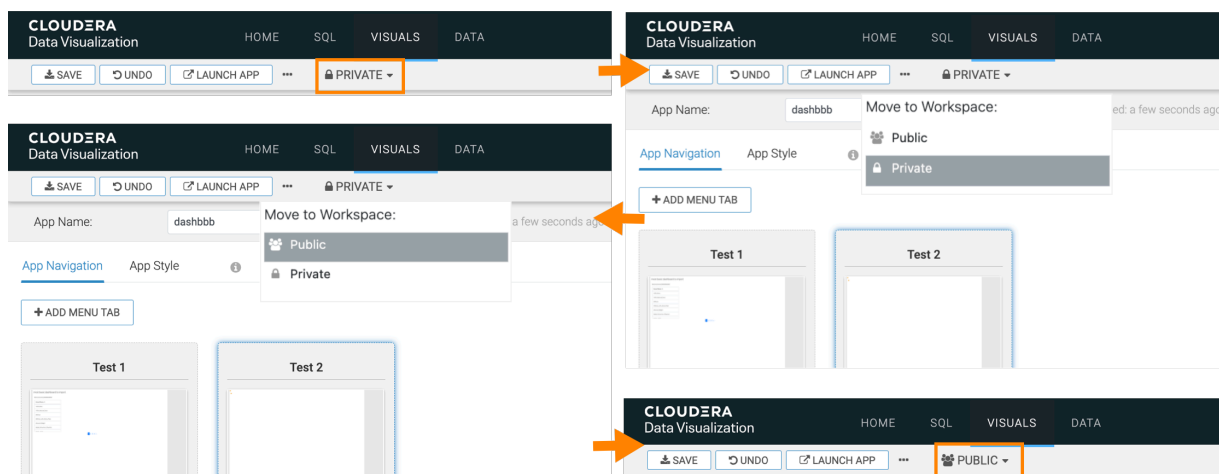 CLOUDERA
Data Visualization
HOME SQL VISUALS DATA
SAVE UNDO LAUNCH APP ••• PRIVATE
CLOUDERA
Data Visualization
HOME SQL VISUALS DATA
SAVE UNDO LAUNCH APP ••• PRIVATE
App Name: dashbbb
Move to Workspace:
ed: a few seconds ago
Public
Private
App Navigation App Style
+ ADD MENU TAB
Test 1 Test 2
CLOUDERA
Data Visualization
HOME SQL VISUALS DATA
SAVE UNDO LAUNCH APP ••• PRIVATE
App Name: dashbbb
Move to Workspace:
a few seconds ago
Public
Private
App Navigation App Style
+ ADD MENU TAB
Test 1 Test 2
CLOUDERA
Data Visualization
HOME SQL VISUALS DATA
SAVE UNDO LAUNCH APP ••• PUBLIC